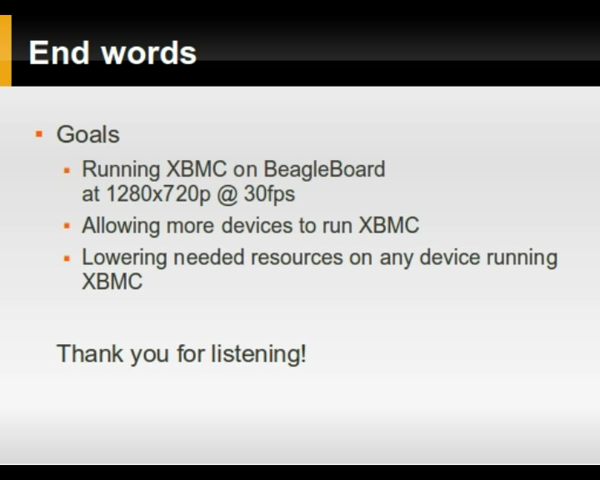 End words
Goals
Running XBMC on BeagleBoard
at 1280x720p @ 30fps
Allowing more devices to run XBMC
Lowering needed resources on any device running
XBMC
Thank you for listening!